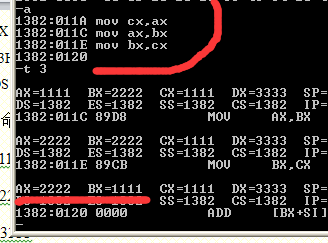 -a
1382:011A mov cx,ax
1382:011C mov ax,bx
1382:011E mov bx,cx
1382:0120
-t 3
AX=1111 BX=2222 CX=1111 DX=3333 SP=
DS=1382 ES=1382 SS=1382 CS=1382 IP=
1382:011C 89D8 MOV AX,BX
AX=2222 BX=2222 CX=1111 DX=3333 SP=
DS=1382 ES=1382 SS=1382 CS=1382 IP=
1382:011E 89CB MOV BX,CX
AX=2222 BX=1111 CX=1111 DX=3333 SP=
SS=1382 CS=1382 IP=
1382:0120 0000 ADD [BX+SI]
-